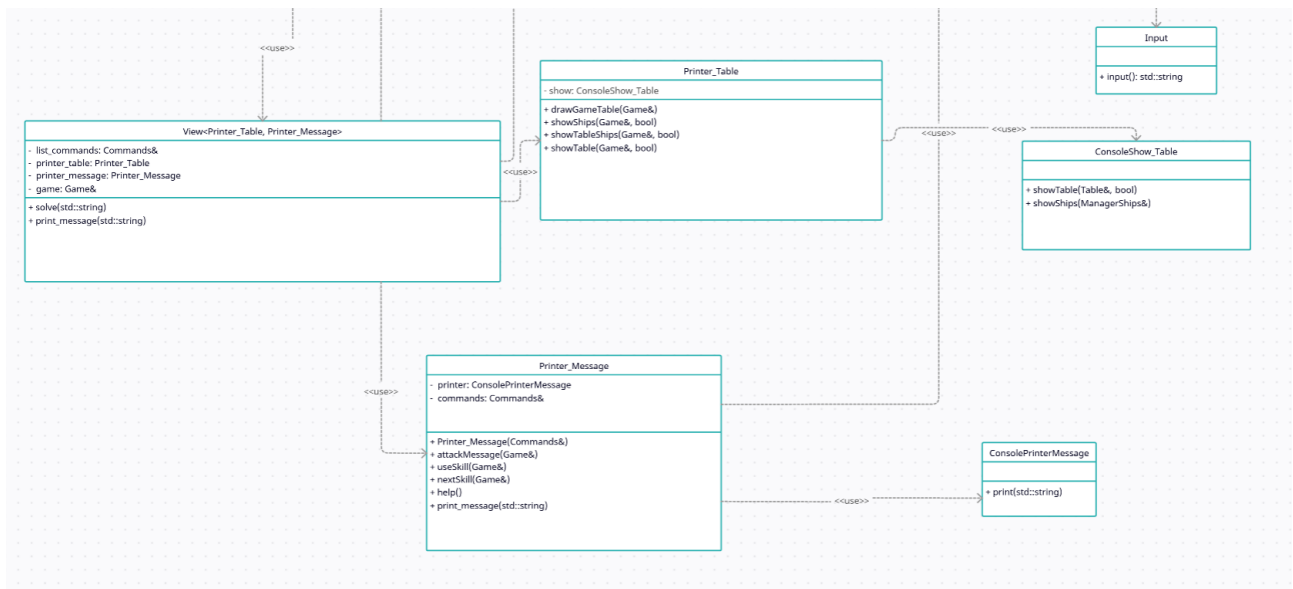 <<use>>
View<Printer_Table, Printer_Message>
- list_commands: Commands&
- printer_table: Printer_Table
- printer_message: Printer_Message
- game: Game&
+ solve(std::string)
+ print_message(std::string)
<<use>>
Printer_Table
- show: ConsoleShow_Table
+ drawGameTable(Game&)
+ showShips(Game&, bool)
+ showTableShips(Game&, bool)
+ showTable(Game&, bool)
<<use>>
<<use>>
Input
+ input(): std::string
ConsoleShow_Table
+ showTable(Table&, bool)
+ showShips(ManagerShips&)
<<use>>
Printer_Message
- printer: ConsolePrinterMessage
- commands: Commands&
+ Printer_Message(Commands&)
+ attackMessage(Game&)
+ useSkill(Game&)
+ nextSkill(Game&)
+ help()
+ print_message(std::string)
<<use>>
ConsolePrinterMessage
+ print(std::string)